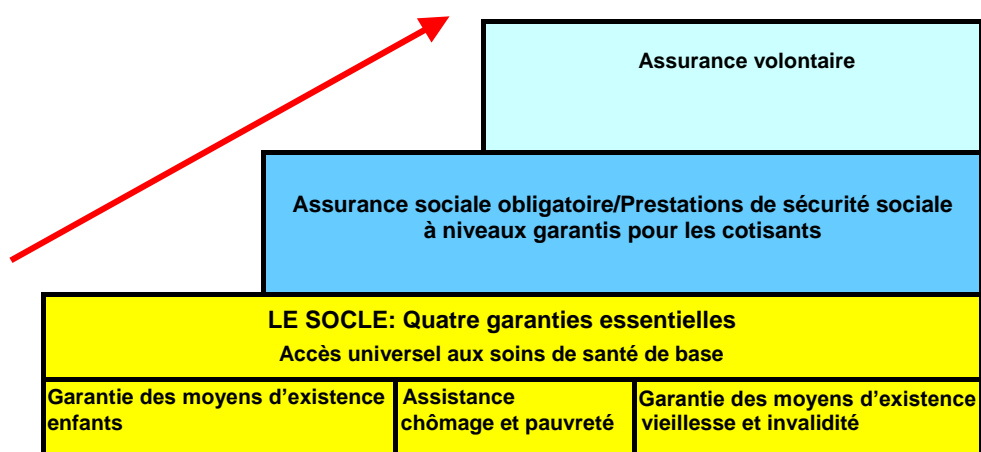 Assurance volontaire
Assurance sociale obligatoire/Prestations de sécurité sociale
à niveaux garantis pour les cotisants
LE SOCLE: Quatre garanties essentielles
Accès universel aux soins de santé de base
Garantie des moyens d'existence
enfants
Assistance
chômage et pauvreté
Garantie des moyens d'existence
vieillesse et invalidité